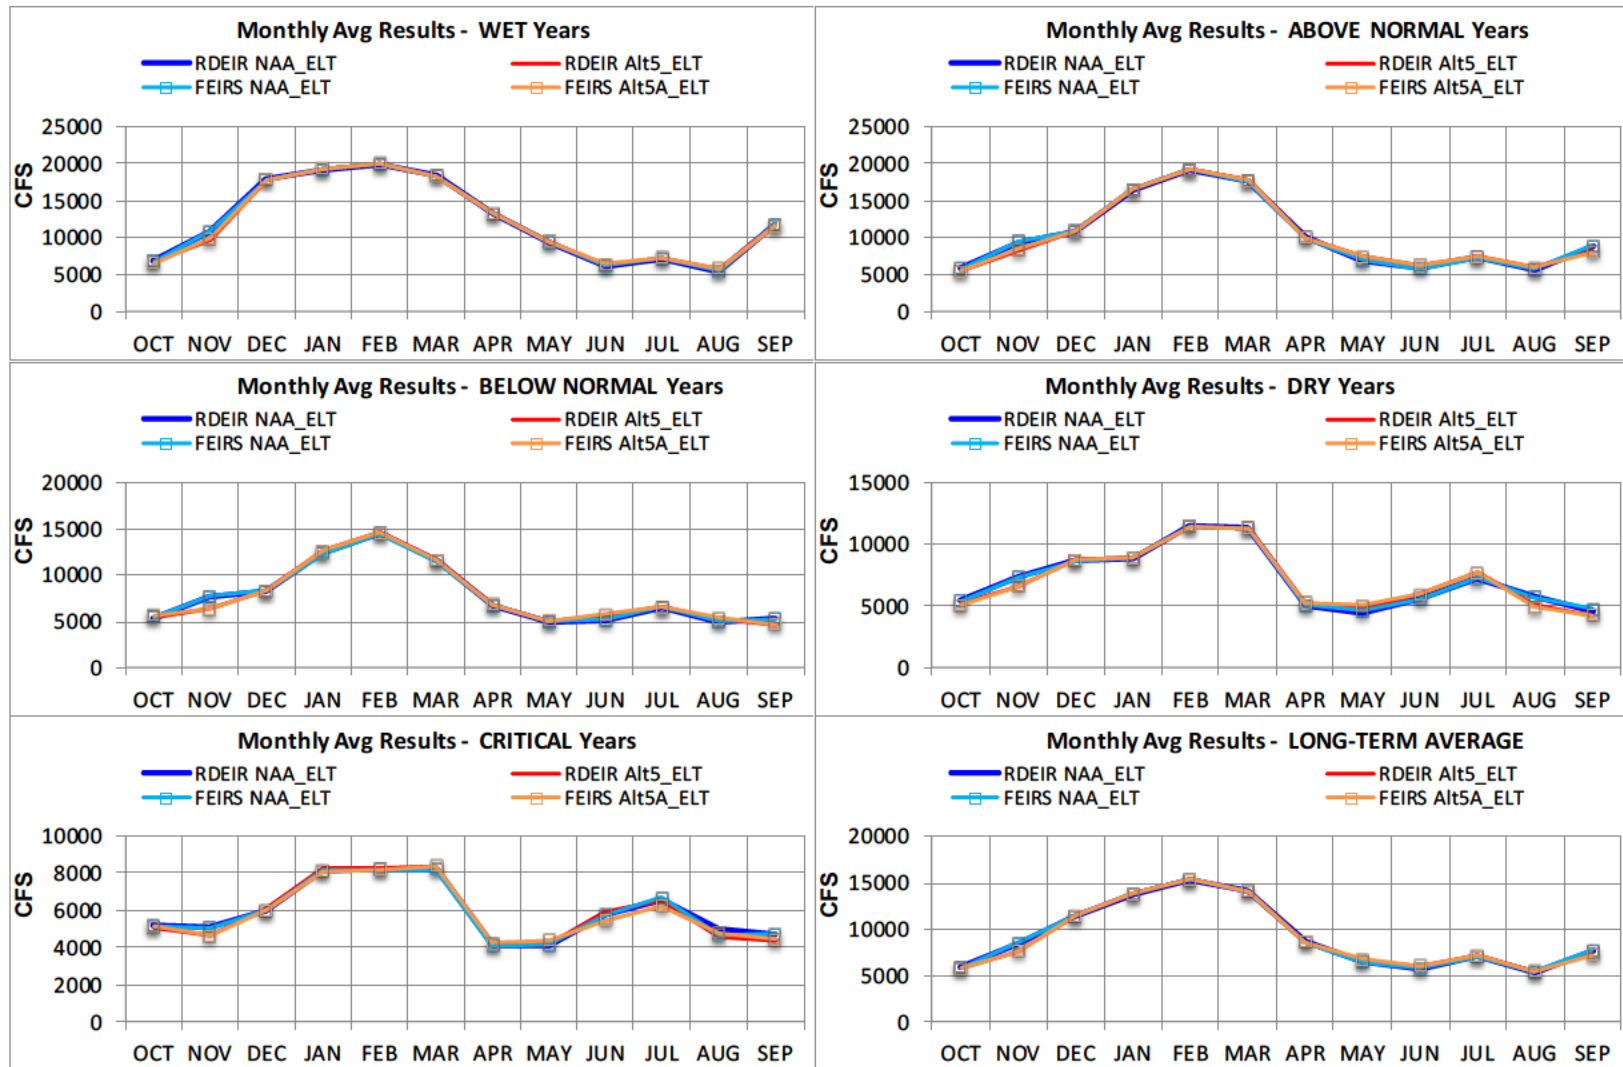 Monthly Avg Results - WET Years
RDEIR NAA_ELT RDEIR Alt5_ELT
FEIRS NAA_ELT FEIRS Alt5A_ELT
25000
20000
15000
10000
5000
0
CFS
OCT NOV DEC JAN FEB MAR APR MAY JUN JUL AUG SEP
Monthly Avg Results - ABOVE NORMAL Years
RDEIR NAA_ELT RDEIR Alt5_ELT
FEIRS NAA_ELT FEIRS Alt5A_ELT
25000
20000
15000
10000
5000
0
CFS
OCT NOV DEC JAN FEB MAR APR MAY JUN JUL AUG SEP
Monthly Avg Results - BELOW NORMAL Years
RDEIR NAA_ELT RDEIR Alt5_ELT
FEIRS NAA_ELT FEIRS Alt5A_ELT
20000
15000
10000
5000
0
CFS
OCT NOV DEC JAN FEB MAR APR MAY JUN JUL AUG SEP
Monthly Avg Results - DRY Years
RDEIR NAA_ELT RDEIR Alt5_ELT
FEIRS NAA_ELT FEIRS Alt5A_ELT
15000
10000
5000
0
CFS
OCT NOV DEC JAN FEB MAR APR MAY JUN JUL AUG SEP
Monthly Avg Results - CRITICAL Years
RDEIR NAA_ELT RDEIR Alt5_ELT
FEIRS NAA_ELT FEIRS Alt5A_ELT
10000
8000
6000
4000
2000
0
CFS
OCT NOV DEC JAN FEB MAR APR MAY JUN JUL AUG SEP
Monthly Avg Results - LONG-TERM AVERAGE
RDEIR NAA_ELT RDEIR Alt5_ELT
FEIRS NAA_ELT FEIRS Alt5A_ELT
20000
15000
10000
5000
0
CFS
OCT NOV DEC JAN FEB MAR APR MAY JUN JUL AUG SEP